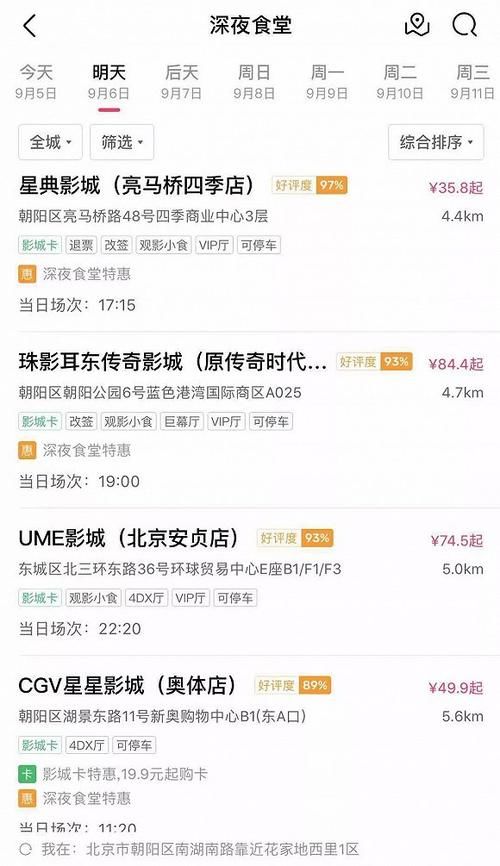 深夜食堂
今天 明天 后天 周日 周一 周二 周三
9月5日 9月6日 9月7日 9月8日 9月9日 9月10日 9月11日
全城 筛选 综合排序
星典影城（亮马桥四季店） 好评度 97% ¥35.8起
朝阳区亮马桥路48号四季商业中心3层 4.4km
影城卡 退票 改签 观影小食 VIP厅 可停车
惠 深夜食堂特惠
当日场次：17:15
珠影耳东传奇影城（原传奇时代... 好评度 93% ¥84.4起
朝阳区朝阳公园6号蓝色港湾国际商区A025 4.7km
影城卡 改签 观影小食 巨幕厅 VIP厅 可停车
惠 深夜食堂特惠
当日场次：19:00
UME影城（北京安贞店） 好评度 93% ¥74.5起
东城区北三环东路36号环球贸易中心E座B1/F1/F3 5.0km
影城卡 观影小食 4DX厅 VIP厅 可停车
当日场次：22:20
CGV星星影城（奥体店） 好评度 89% ¥49.9起
朝阳区湖景东路11号新奥购物中心B1(东A口) 5.6km
影城卡 4DX厅 可停车
卡 影城卡特惠,19.9元起购卡
惠 深夜食堂特惠
当日场次：11:20
我在：北京市朝阳区南湖南路靠近花家地西里1区